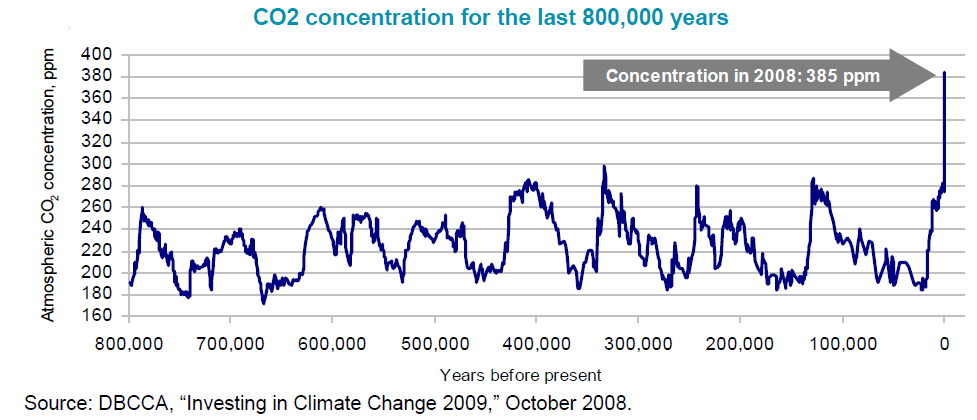 CO2 concentration for the last 800,000 years
Atmospheric CO2 concentration, ppm
400
380
360
340
320
300
280
260
240
220
200
180
160
Concentration in 2008: 385 ppm
800,000 700,000 600,000 500,000 400,000 300,000 200,000 100,000 0
Years before present
Source: DBCCA, “Investing in Climate Change 2009,” October 2008.